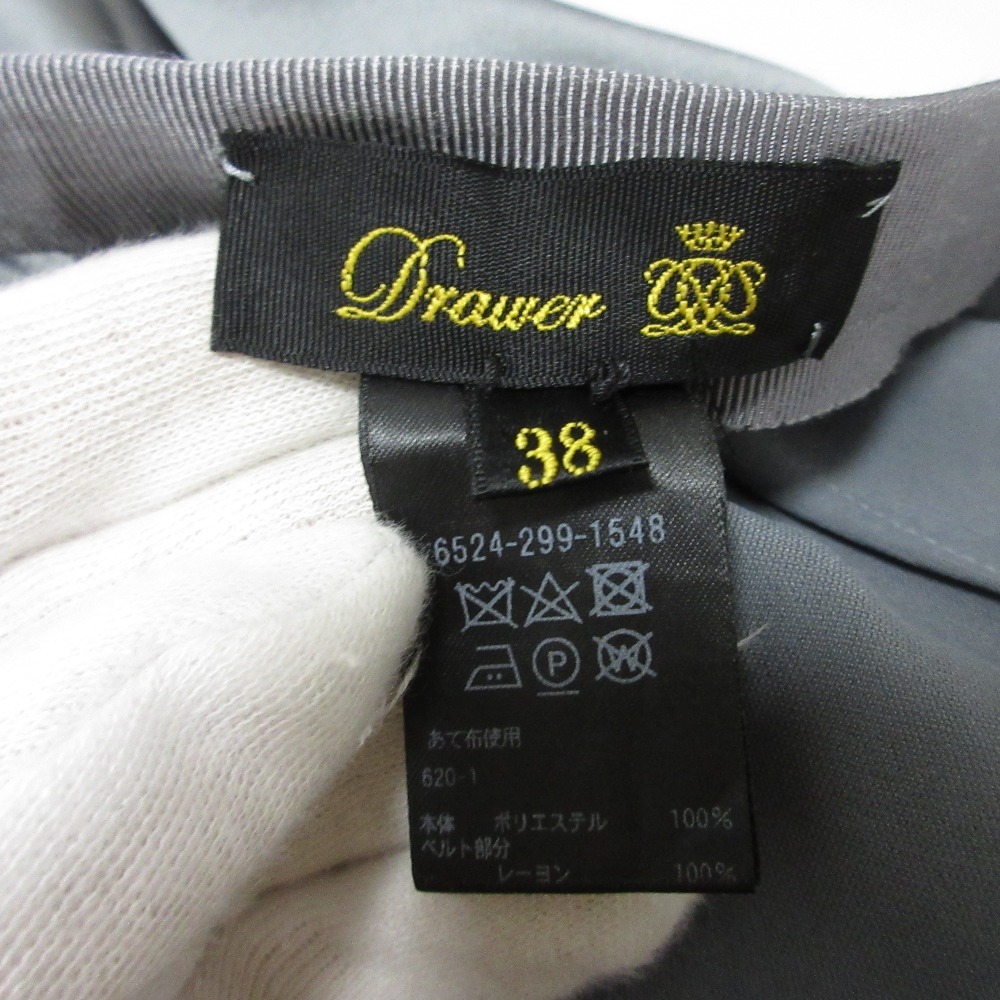 Drawer
38
6524-299-1548
P
W
あて布使用
620-1
本体 ポリエステル 100%
ベルト部分
レーヨン 100%